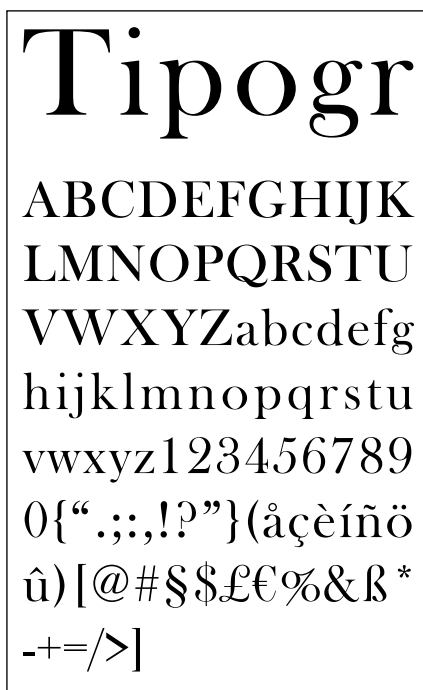 Tipogr
ABCDEFGHIJK
LMNOPQRSTU
VWXYZabcdefg
hijklmnopqrstu
vwxyz123456789
0{“.;:,!?”}(åçèíñö
û)[@#§$£€%&ß*
-+=/>]